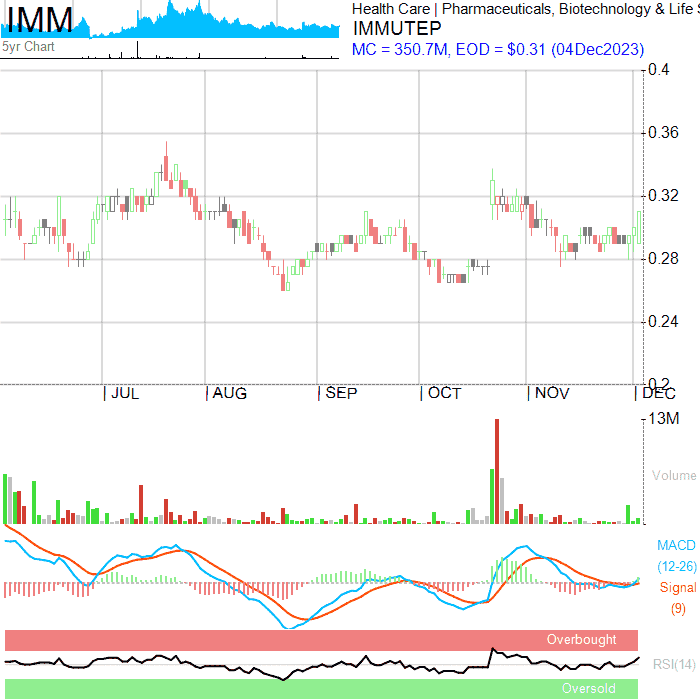 IMM
5yr Chart
Health Care | Pharmaceuticals, Biotechnology & Life S
IMMUTEP
MC = 350.7M, EOD = $0.31 (04Dec2023)
0.4
0.36
0.32
0.28
0.24
0.2
JUL AUG SEP OCT NOV DEC
13M
Volume
MACD
(12-26)
Signal
(9)
Overbought
RSI(14)
Oversold